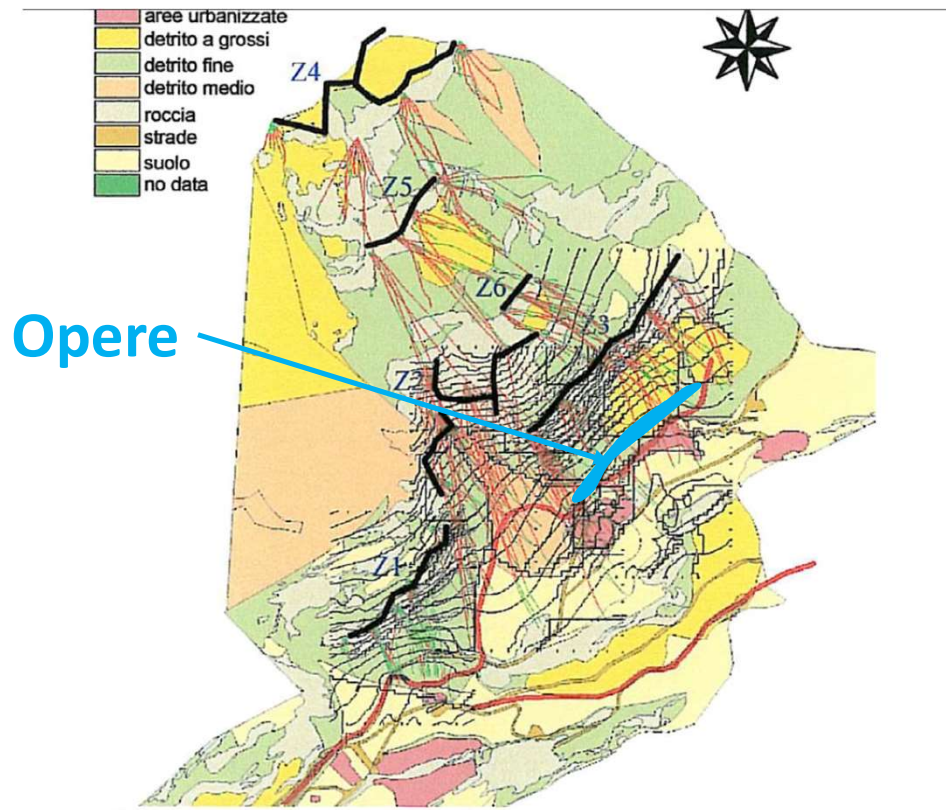 aree urbanizzate
detrito a grossi
detrito fine
detrito medio
roccia
strade
suolo
no data
Z4
Z5
Z6
3
Opere
Z2
Z1